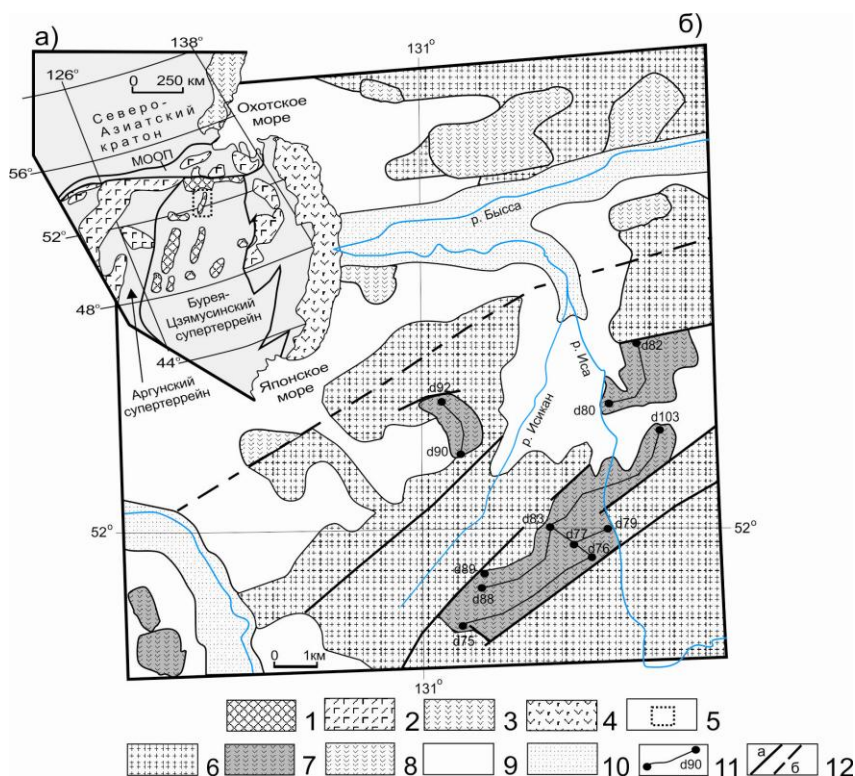 а)
б)
138°
131°
126°
0 250 км
Северо-
Азиатский
кратон
Охотское
море
МООП
56°
52°
р. Бысса
48°
Бурея-
Цзямусинский
супертеррейн
44°
Аргунский
супертеррейн
Японское
море
р. Иса
d82
d92
d80
р. Исикан
d103
d90
52°
d83
d79
52°
d77
d76
d89
d88
d75
0 1км
131°
1 2 3 4 5
6 7 8 9 10 d90 11 а б 12